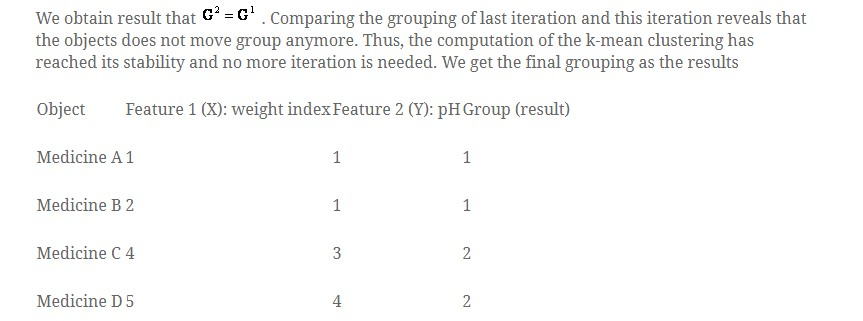 We obtain result that G² = G¹ . Comparing the grouping of last iteration and this iteration reveals that
the objects does not move group anymore. Thus, the computation of the k-mean clustering has
reached its stability and no more iteration is needed. We get the final grouping as the results
Object Feature 1 (X): weight index Feature 2 (Y): pH Group (result)
Medicine A 1 1 1
Medicine B 2 1 1
Medicine C 4 3 2
Medicine D 5 4 2